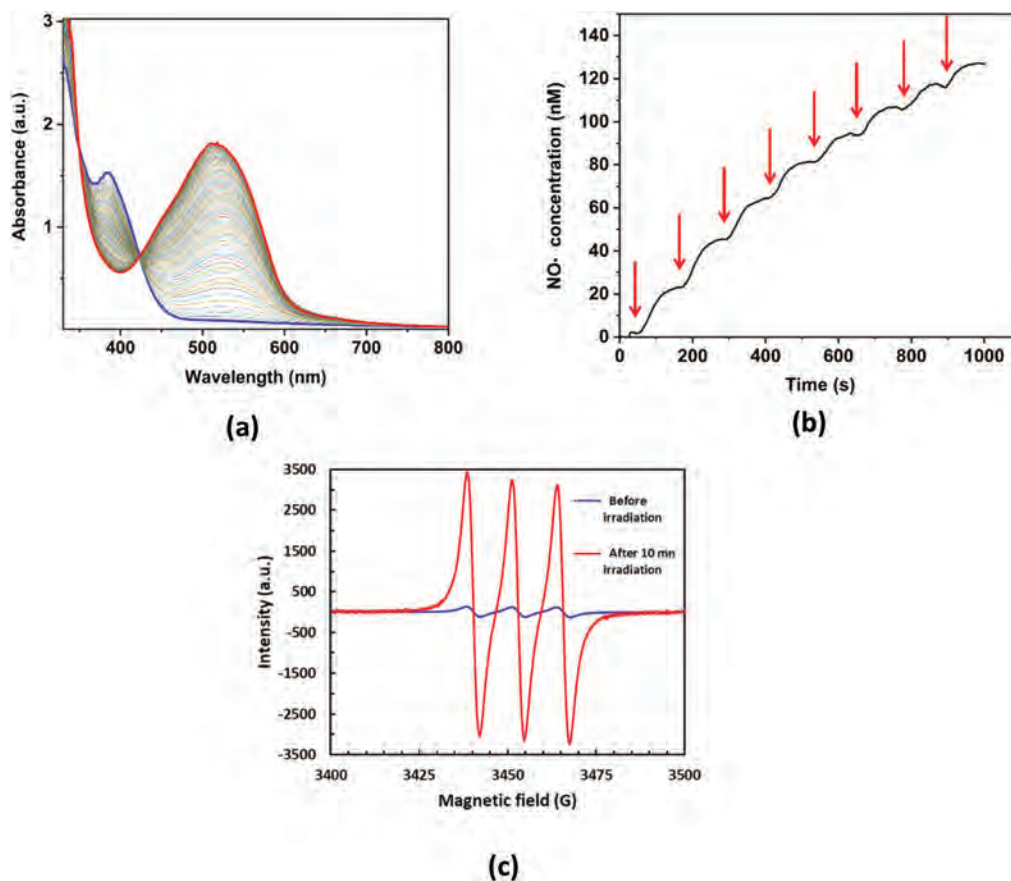 3
2
1
Absorbance (a.u.)
400 500 600 700 800
Wavelength (nm)
(a)
140
120
100
80
60
40
20
0
NO· concentration (nM)
0 200 400 600 800 1000
Time (s)
(b)
3500
2500
1500
500
-500
-1500
-2500
-3500
Intensity (a.u.)
Before
irradiation
After 10 mn
irradiation
3400 3425 3450 3475 3500
Magnetic field (G)
(c)